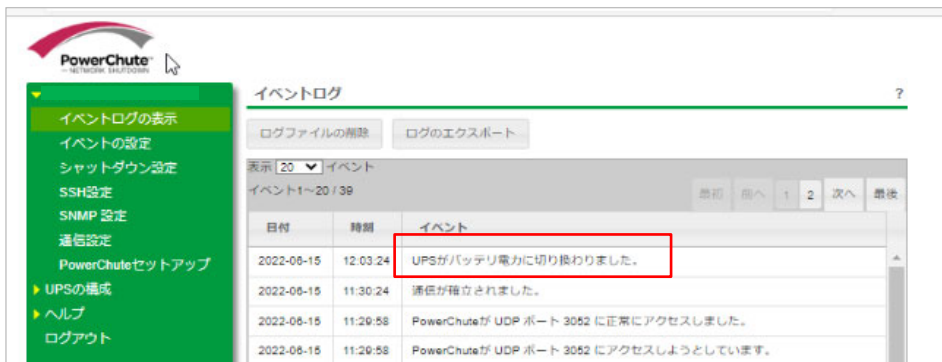 PowerChute
NETWORK SHUTDOWN
イベントログの表示
イベントの設定
シャットダウン設定
SSH設定
SNMP 設定
通信設定
PowerChuteセットアップ
UPSの構成
ヘルプ
ログアウト
イベントログ
?
ログファイルの削除
ログのエクスポート
表示 20 イベント
イベント1～20 / 39
最初 前へ 1 2 次へ 最後
日付 時刻 イベント
2022-06-15 12:03:24 UPSがバッテリ電力に切り換わりました。
2022-06-15 11:30:24 通信が確立されました。
2022-06-15 11:29:58 PowerChuteが UDP ポート 3052 に正常にアクセスしました。
2022-06-15 11:29:58 PowerChuteが UDP ポート 3052 にアクセスしようとしています。